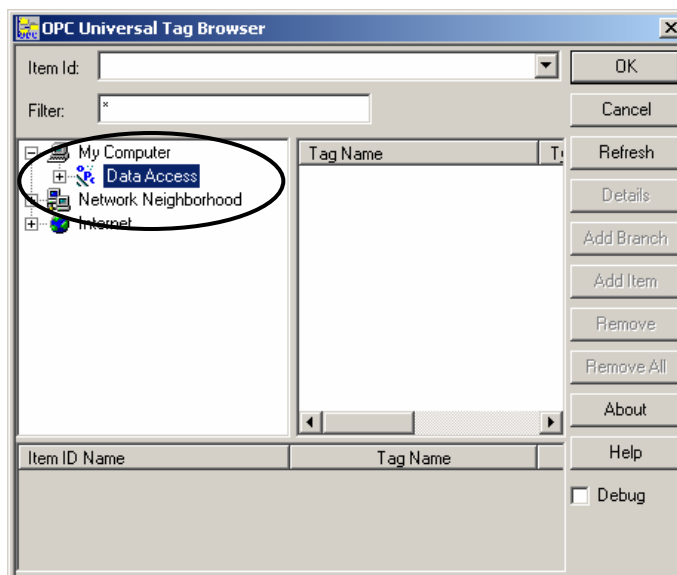 OPC Universal Tag Browser
Item Id:
OK
Filter: *
Cancel
My Computer
Data Access
Network Neighborhood
Internet
Tag Name
Refresh
Details
Add Branch
Add Item
Remove
Remove All
About
Help
Debug
Item ID Name Tag Name